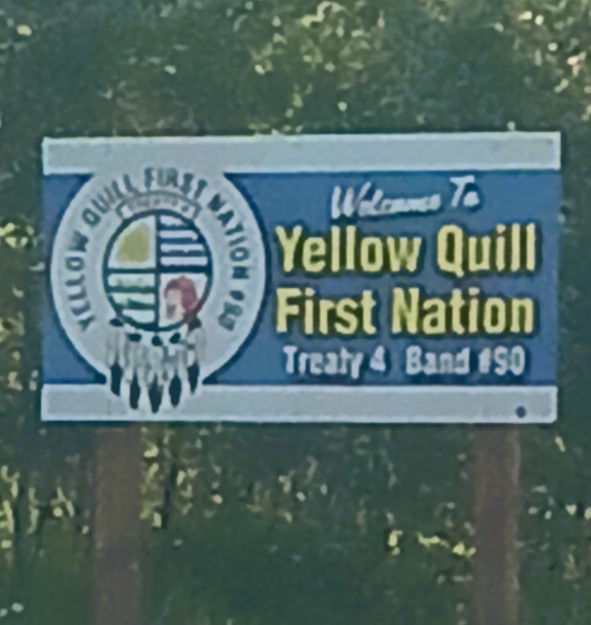 YELLOW QUILL FIRST NATION #90
Welcome To
Yellow Quill
First Nation
Treaty 4 Band #90